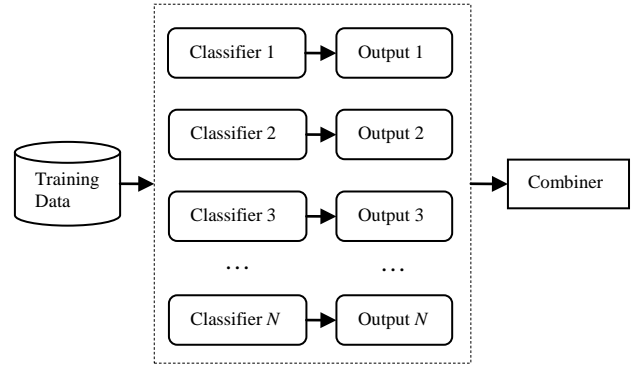 Classifier 1
Output 1
Classifier 2
Output 2
Training
Data
Classifier 3
Output 3
Combiner
...
...
Classifier N
Output N